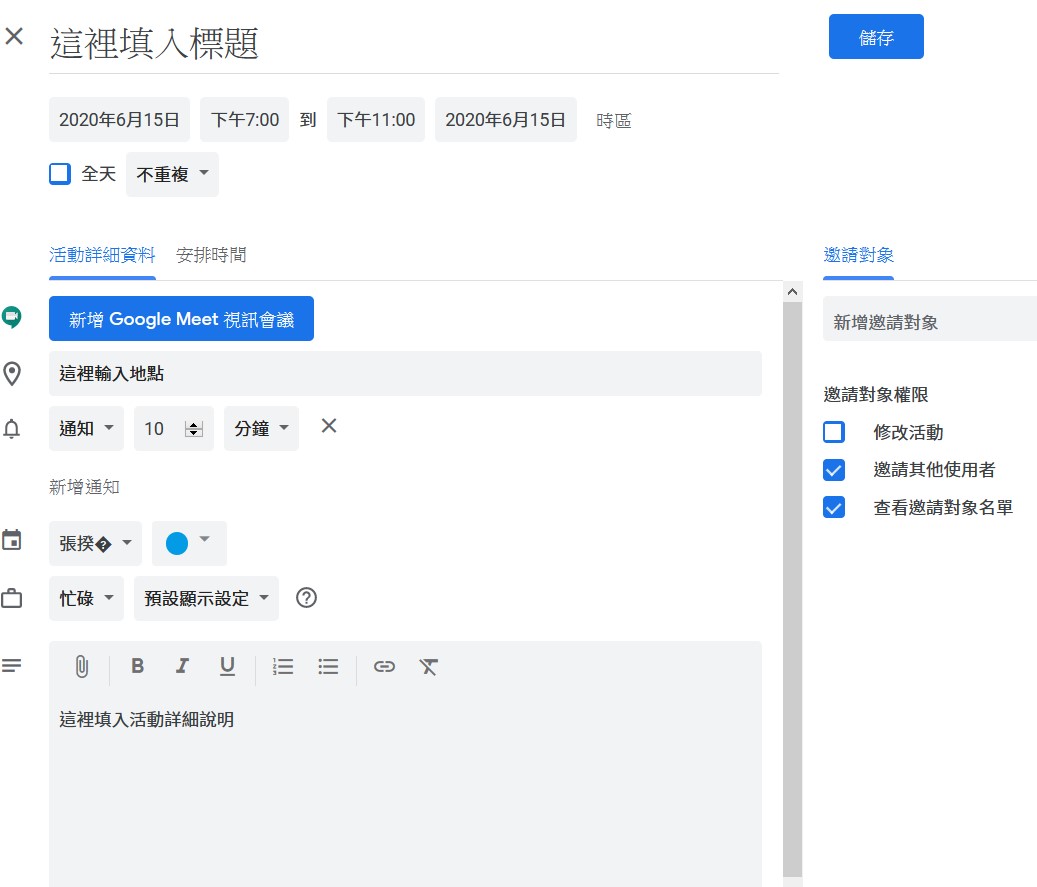 這裡填入標題
儲存
2020年6月15日 下午7:00 到 下午11:00 2020年6月15日 時區
全天 不重複
活動詳細資料 安排時間
邀請對象
新增 Google Meet 視訊會議
新增邀請對象
這裡輸入地點
邀請對象權限
通知 10 分鐘
修改活動
邀請其他使用者
新增通知
查看邀請對象名單
張揆�
忙碌 預設顯示設定
B I U
這裡填入活動詳細說明